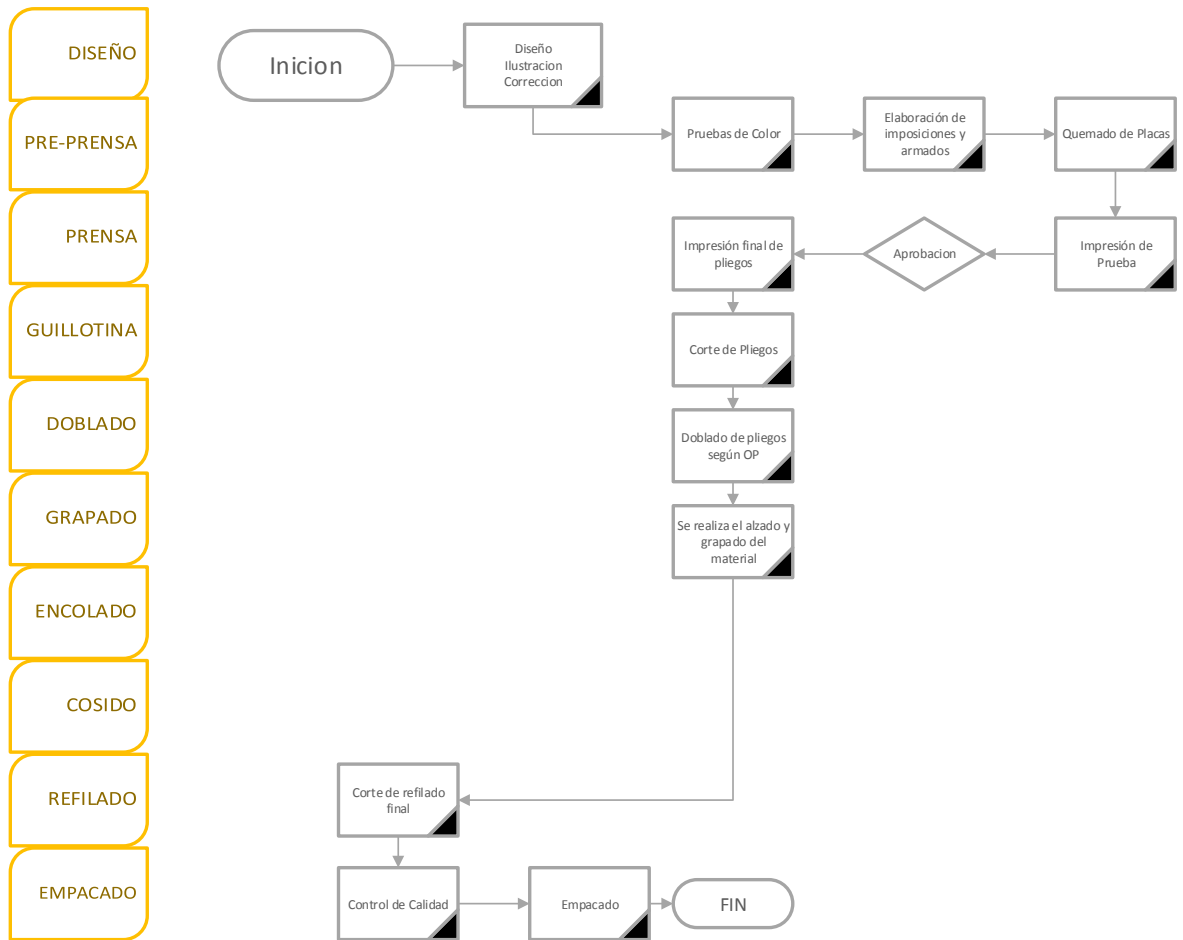 DISEÑO
Inicion
Diseño
Ilustracion
Correccion
PRE-PRENSA
Pruebas de Color
Elaboración de
imposiciones y
armados
Quemado de Placas
PRENSA
Impresión final de
pliegos
Aprobacion
Impresión de
Prueba
GUILLOTINA
Corte de Pliegos
DOBLADO
Doblado de pliegos
según OP
GRAPADO
Se realiza el alzado y
grapado del
material
ENCOLADO
COSIDO
REFILADO
Corte de refilado
final
EMPACADO
Control de Calidad
Empacado
FIN